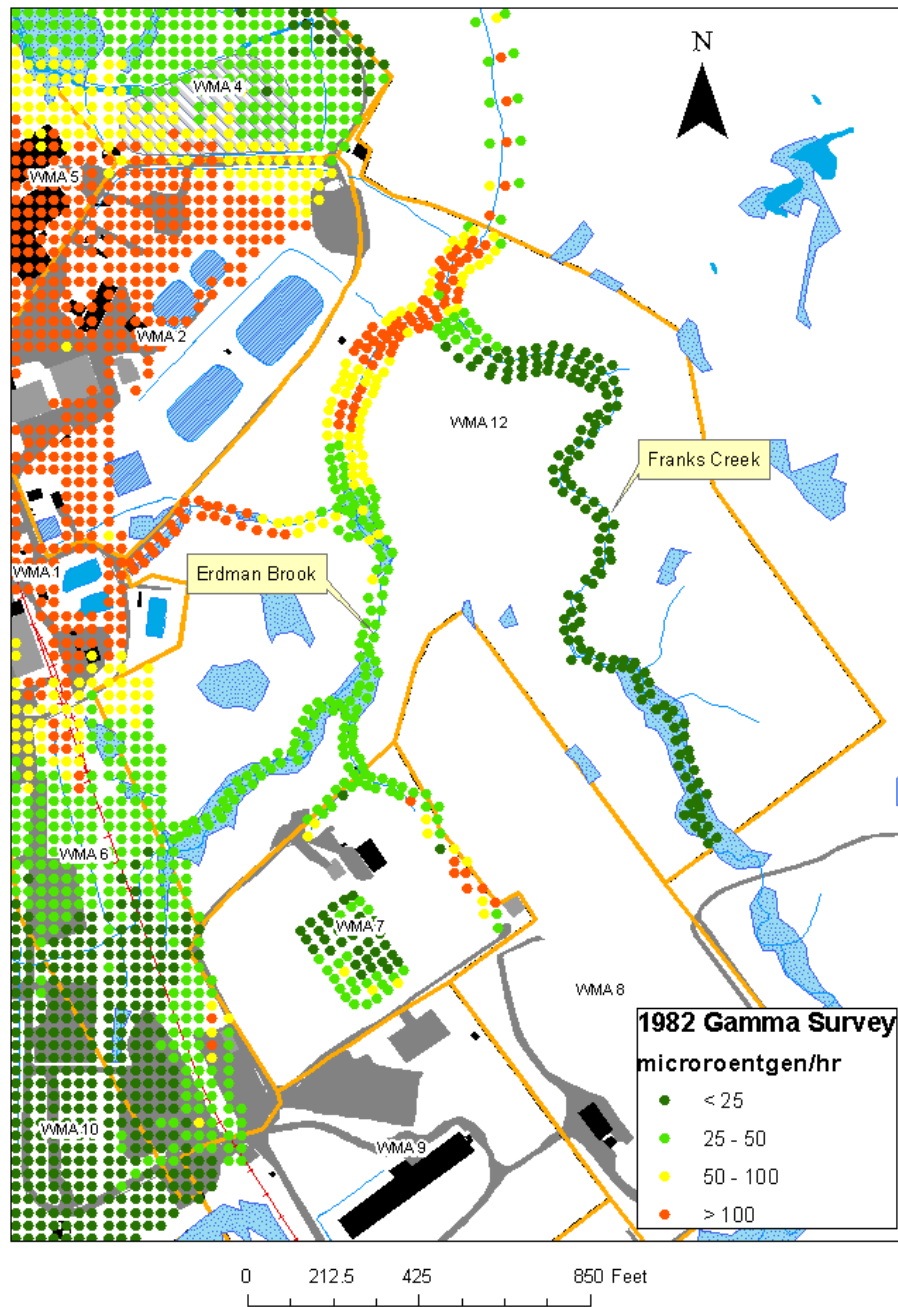 N
WMA 4
WMA 5
WMA 2
WMA 12
Franks Creek
WMA 1
Erdman Brook
WMA 6
WMA 7
WMA 8
1982 Gamma Survey
microroentgen/hr
< 25
25 - 50
50 - 100
> 100
WMA 10
WMA 9
0 212.5 425 850 Feet